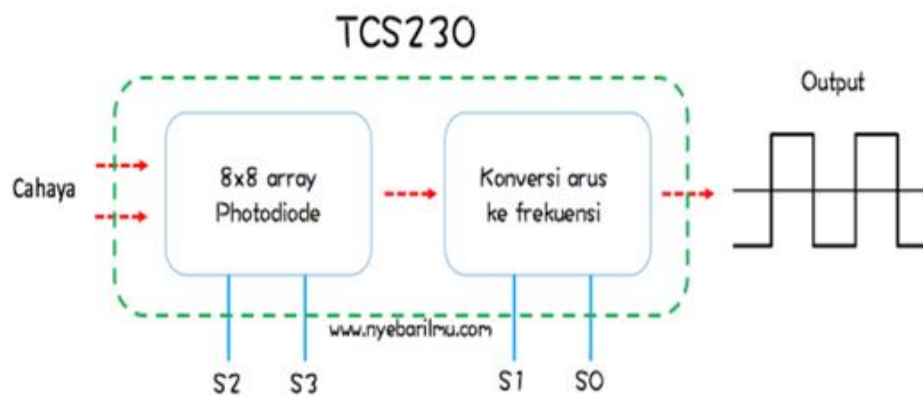 TCS230
Output
Cahaya
8x8 array
Photodiode
Konversi arus
ke frekuensi
www.nyebarilmu.com
S2
S3
S1
S0